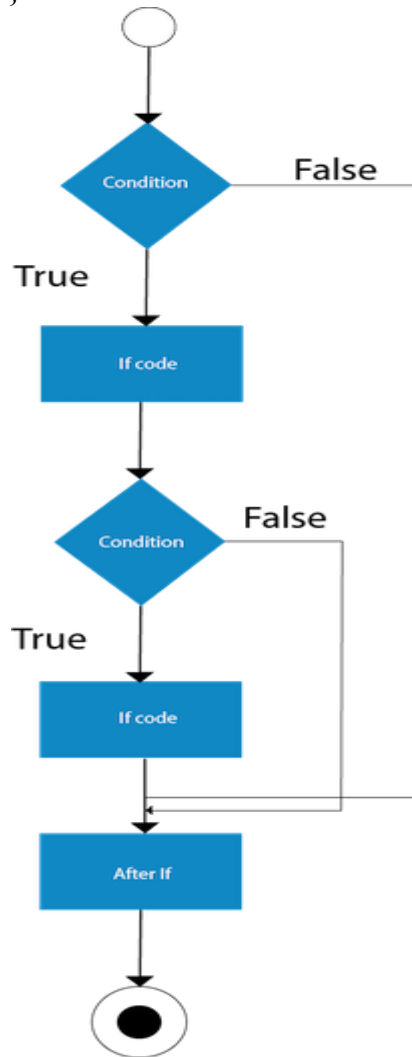 Condition
False
True
If code
Condition
False
True
If code
After If